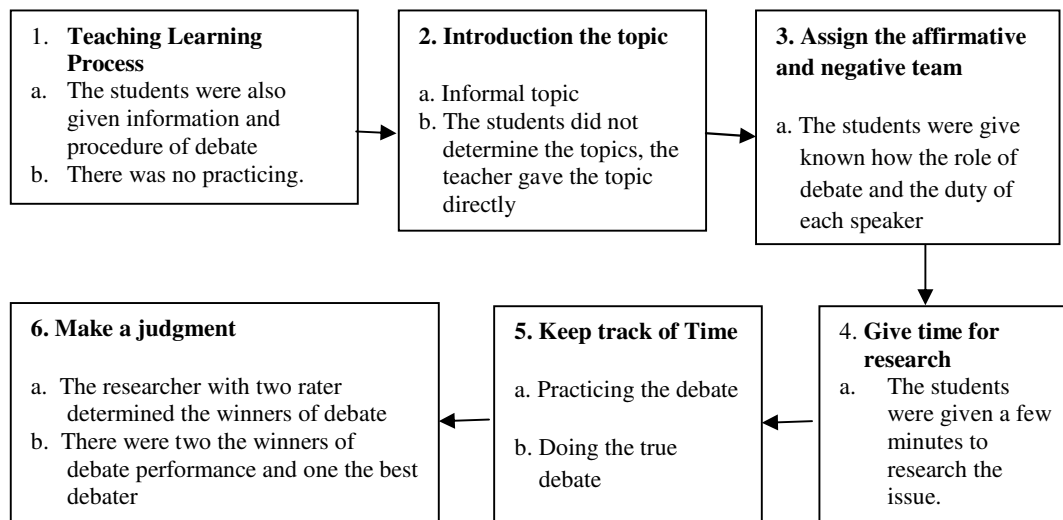 1. Teaching Learning
Process
a. The students were also
given information and
procedure of debate
b. There was no practicing.
2. Introduction the topic
a. Informal topic
b. The students did not
determine the topics, the
teacher gave the topic
directly
3. Assign the affirmative
and negative team
a. The students were give
known how the role of
debate and the duty of
each speaker
4. Give time for
research
a. The students
were given a few
minutes to
research the
issue.
5. Keep track of Time
a. Practicing the debate
b. Doing the true
debate
6. Make a judgment
a. The researcher with two rater
determined the winners of debate
b. There were two the winners of
debate performance and one the best
debater